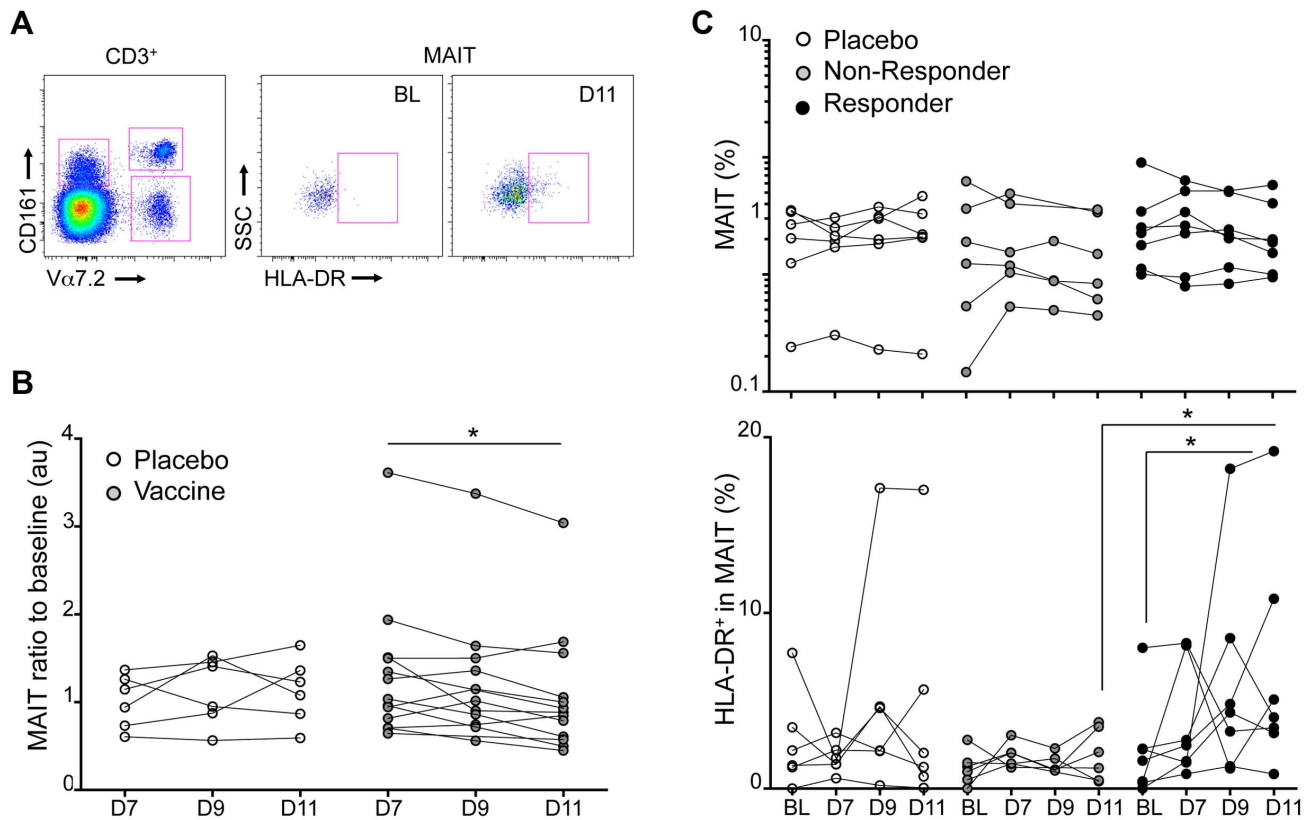 A
CD3+
MAIT
BL
D11
CD161
SSC
Vα7.2
HLA-DR
B
MAIT ratio to baseline (au)
4
3
2
1
0
Placebo
Vaccine
*
D7 D9 D11 D7 D9 D11
C
Placebo
Non-Responder
Responder
MAIT (%)
10
1
1
0.1
HLA-DR+ in MAIT (%)
20
10
0
*
*
BL D7 D9 D11 BL D7 D9 D11 BL D7 D9 D11